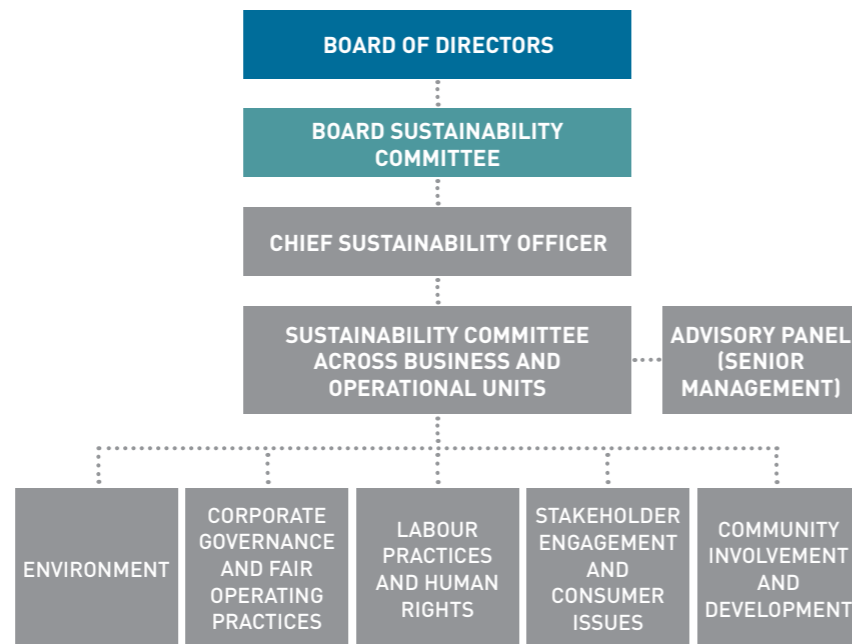 BOARD OF DIRECTORS
BOARD SUSTAINABILITY
COMMITTEE
CHIEF SUSTAINABILITY OFFICER
SUSTAINABILITY COMMITTEE
ACROSS BUSINESS AND
OPERATIONAL UNITS
ADVISORY PANEL
(SENIOR
MANAGEMENT)
ENVIRONMENT
CORPORATE
GOVERNANCE
AND FAIR
OPERATING
PRACTICES
LABOUR
PRACTICES
AND HUMAN
RIGHTS
STAKEHOLDER
ENGAGEMENT
AND
CONSUMER
ISSUES
COMMUNITY
INVOLVEMENT
AND
DEVELOPMENT